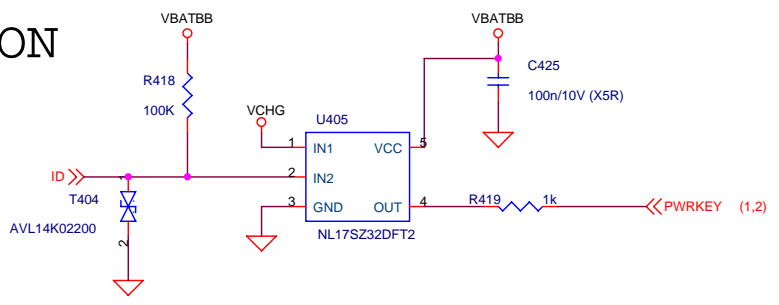 ON
VBATBB
VBATBB
R418
100K
C425
100n/10V (X5R)
VCHG
U405
1
IN1
VCC
5
ID
1
2
IN2
T404
3
GND
OUT
4
R419
1k
PWRKEY
(1,2)
AVL14K02200
2
NL17SZ32DFT2